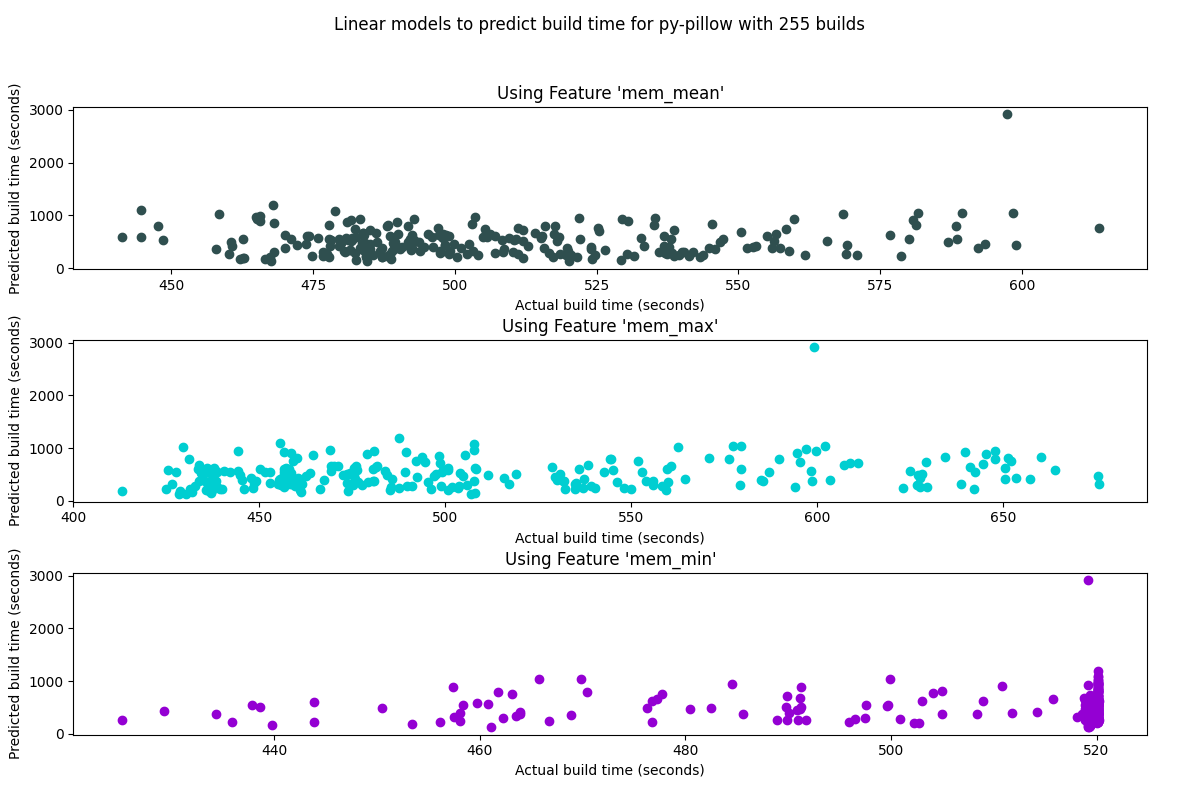 Linear models to predict build time for py-pillow with 255 builds
Using Feature 'mem_mean'
Predicted build time (seconds)
3000
2000
1000
0
450 475 500 525 550 575 600
Actual build time (seconds)
Using Feature 'mem_max'
Predicted build time (seconds)
3000
2000
1000
0
400 450 500 550 600 650
Actual build time (seconds)
Using Feature 'mem_min'
Predicted build time (seconds)
3000
2000
1000
0
440 460 480 500 520
Actual build time (seconds)